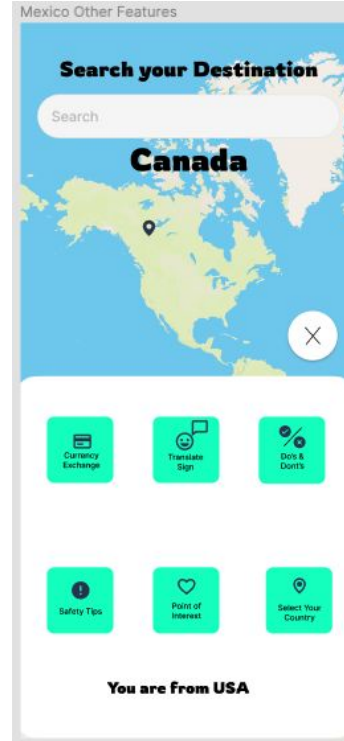 Mexico Other Features
Search your Destination
Search
Canada
Currency
Exchange
Translate
Sign
Do's &
Dont's
Safety Tips
Point of
Interest
Select Your
Country
You are from USA